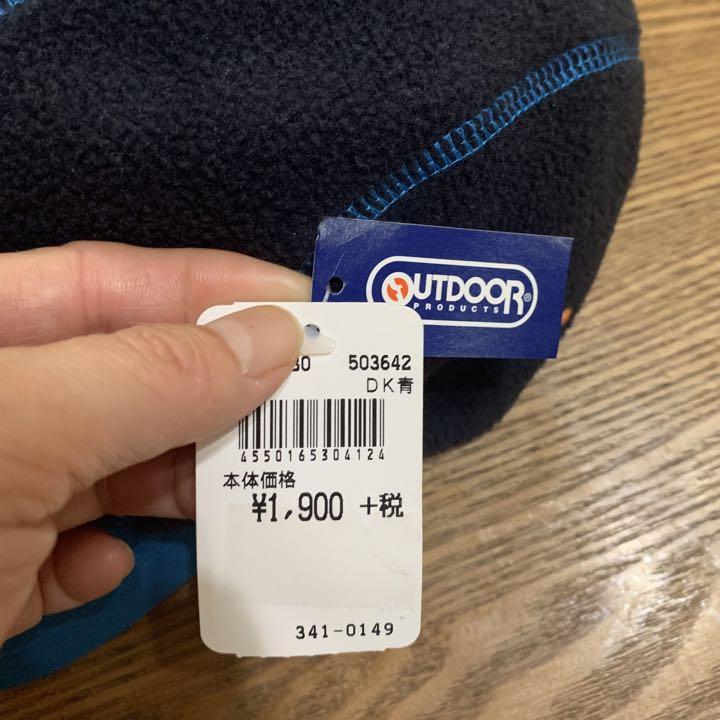 OUTDOOR®
PRODUCTS
30 503642
DK青
4550165304124
本体価格
¥1,900 +税
341-0149